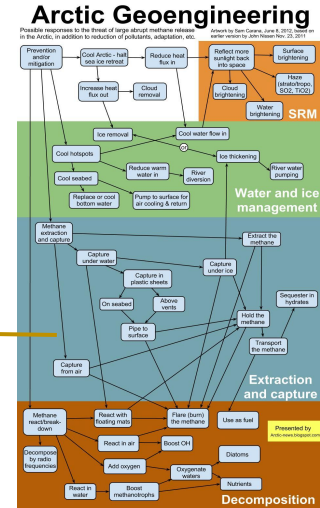 Arctic Geoengineering
Possible responses to the threat of large abrupt methane release
in the Arctic, in addition to reduction of pollutants, adaptation, etc.
Artwork by Sam Carana, June 6, 2012, based on
earlier version by John Nissen Nov. 23, 2011
Prevention
and/or
mitigation
Cool Arctic - halt
sea ice retreat
Reduce heat
flux in
Reflect more
sunlight back
into space
Surface
brightening
Increase heat
flux out
Cloud
removal
Cloud
brightening
Haze
(strato/tropo,
SO2, TiO2)
Water
brightening
SRM
Ice removal
Cool water flow in
or
Cool hotspots
Ice thickening
Reduce warm
water in
River
diversion
River water
pumping
Cool seabed
Replace or cool
bottom water
Pump to surface for
air cooling & return
Water and ice
management
Methane
extraction
and capture
Extract the
methane
Capture
under water
Capture
under ice
Capture in
plastic sheets
Sequester in
hydrates
On seabed
Above
vents
Hold the
methane
Pipe to
surface
Transport
the methane
Capture
from air
Extraction
and capture
Methane
react/break-
down
React with
floating mats
Flare (burn)
the methane
Use as fuel
Presented by
Arctic-news.blogspot.com
React in air
Boost OH
Decompose
by radio
frequencies
Add oxygen
Oxygenate
waters
Diatoms
React in
water
Boost
methanotrophs
Nutrients
Decomposition